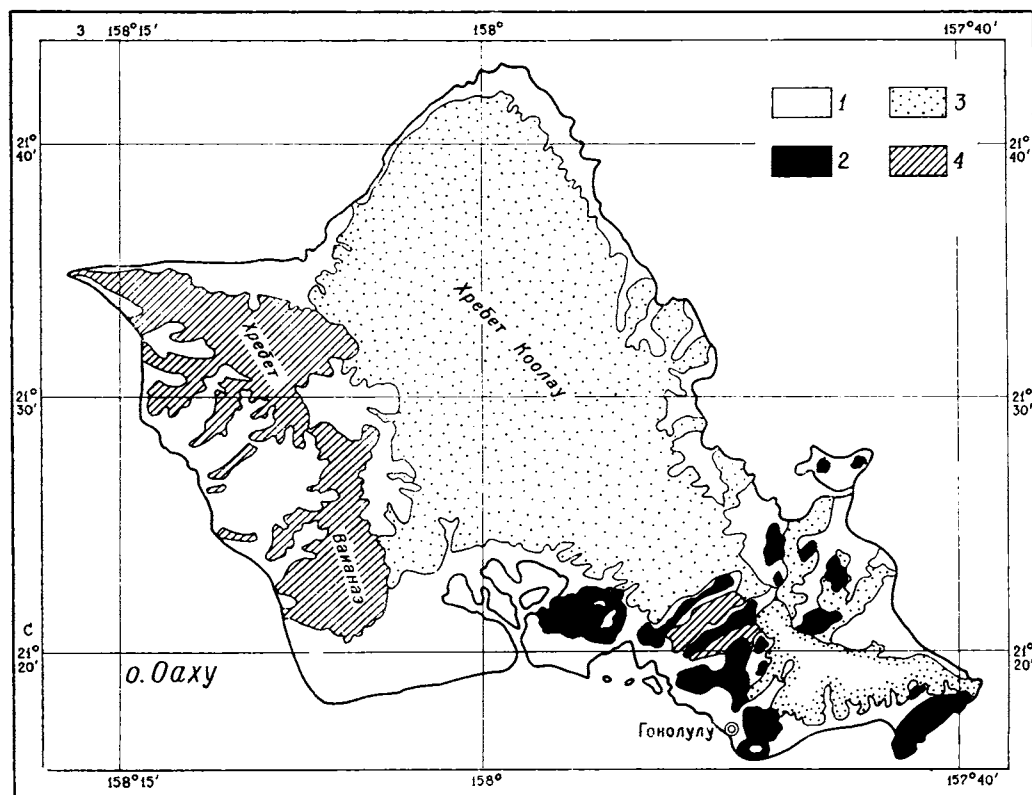 З 158°15' 158° 157°40'
1 3
2 4
21° 40' 21° 40'
Хребет Коолау
Хребет
21° 30' 21° 30'
Ваианаэ
С
21° 20' 21° 20'
о. Оаху
Гонолулу
158°15' 158° 157°40'